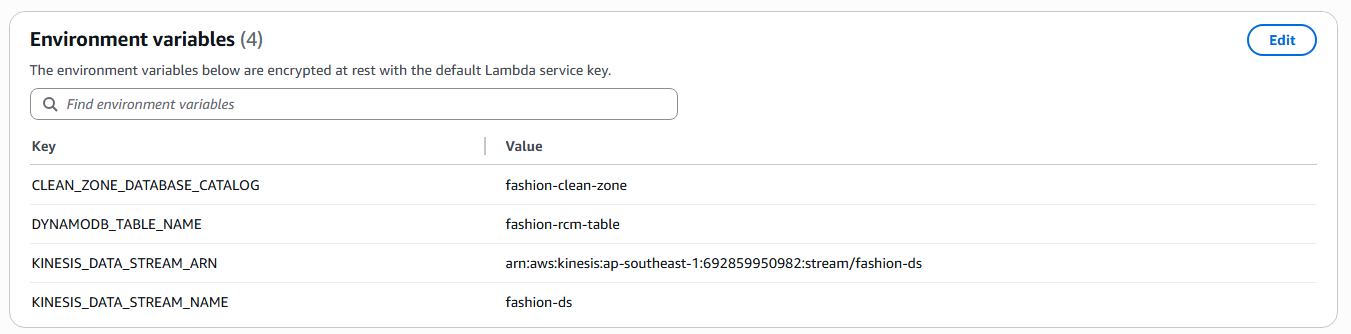 Environment variables (4)
Edit
The environment variables below are encrypted at rest with the default Lambda service key.
Find environment variables
Key Value
CLEAN_ZONE_DATABASE_CATALOG fashion-clean-zone
DYNAMODB_TABLE_NAME fashion-rcm-table
KINESIS_DATA_STREAM_ARN arn:aws:kinesis:ap-southeast-1:692859950982:stream/fashion-ds
KINESIS_DATA_STREAM_NAME fashion-ds